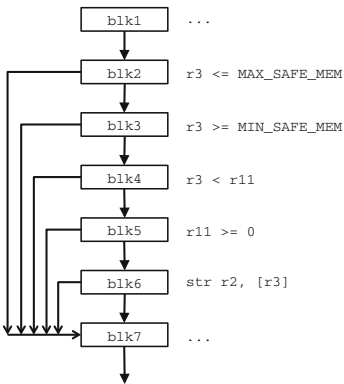 blk1 ...
blk2 r3 <= MAX_SAFE_MEM
blk3 r3 >= MIN_SAFE_MEM
blk4 r3 < r11
blk5 r11 >= 0
blk6 str r2, [r3]
blk7 ...